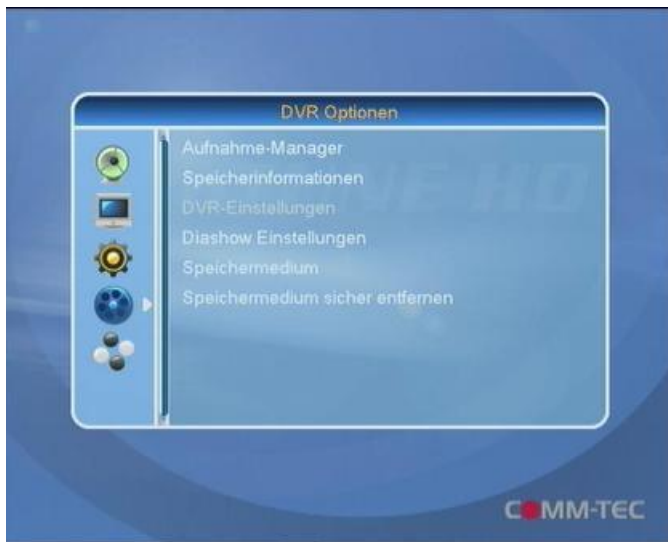 DVR Optionen
Aufnahme-Manager
Speicherinformationen
DVR-Einstellungen
Diashow Einstellungen
Speichermedium
Speichermedium sicher entfernen
COMM-TEC